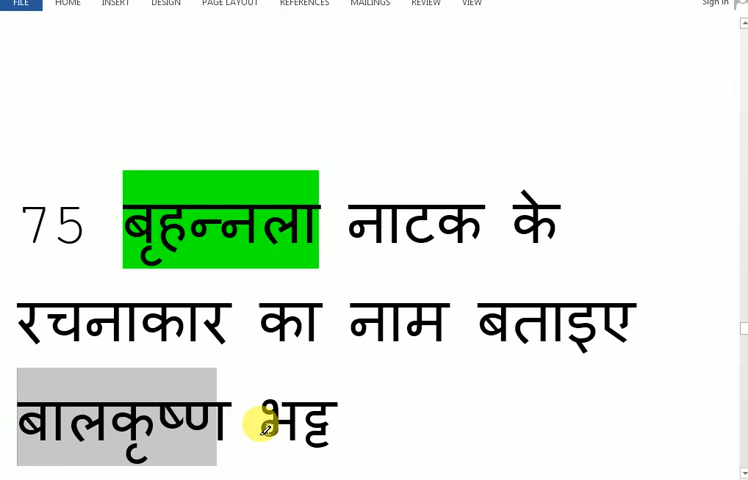 FILE HOME INSERT DESIGN PAGE LAYOUT REFERENCES MAILINGS REVIEW VIEW Sign in
75 बृहन्नला नाटक के
रचनाकार का नाम बताइए
बालकृष्ण भट्ट